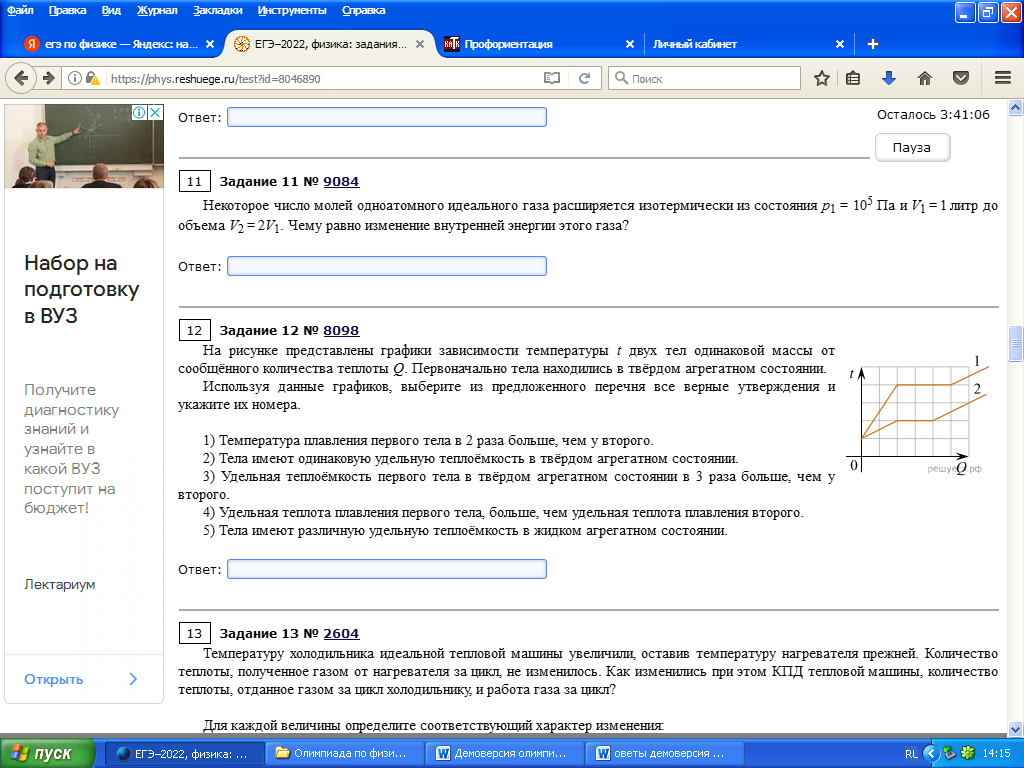 Файл Правка Вид Журнал Закладки Инструменты Справка
егэ по физике — Яндекс: на...
ЕГЭ–2022, физика: задания...
КпТК
Профориентация
Личный кабинет
https://phys.reshuege.ru/test?id=8046890
Поиск
Ответ:
Осталось 3:41:06
Пауза
11 Задание 11 № 9084
Некоторое число молей одноатомного идеального газа расширяется изотермически из состояния p1 = 10^5 Па и V1 = 1 литр до
объема V2 = 2V1. Чему равно изменение внутренней энергии этого газа?
Ответ:
Набор на
подготовку
в ВУЗ
Получите
диагностику
знаний и
узнайте в
какой ВУЗ
поступит на
бюджет!
Лектариум
Открыть
12 Задание 12 № 8098
На рисунке представлены графики зависимости температуры t двух тел одинаковой массы от
сообщённого количества теплоты Q. Первоначально тела находились в твёрдом агрегатном состоянии.
Используя данные графиков, выберите из предложенного перечня все верные утверждения и
укажите их номера.
1) Температура плавления первого тела в 2 раза больше, чем у второго.
2) Тела имеют одинаковую удельную теплоёмкость в твёрдом агрегатном состоянии.
3) Удельная теплоёмкость первого тела в твёрдом агрегатном состоянии в 3 раза больше, чем у
второго.
4) Удельная теплота плавления первого тела, больше, чем удельная теплота плавления второго.
5) Тела имеют различную удельную теплоёмкость в жидком агрегатном состоянии.
t
1
2
0
Q
решуегэ.рф
Ответ:
13 Задание 13 № 2604
Температуру холодильника идеальной тепловой машины увеличили, оставив температуру нагревателя прежней. Количество
теплоты, полученное газом от нагревателя за цикл, не изменилось. Как изменились при этом КПД тепловой машины, количество
теплоты, отданное газом за цикл холодильнику, и работа газа за цикл?
Для каждой величины определите соответствующий характер изменения:
пуск
ЕГЭ–2022, физика: ...
Олимпиада по физи...
Демоверсия олимпи...
оветы демоверсия ...
RL
14:15